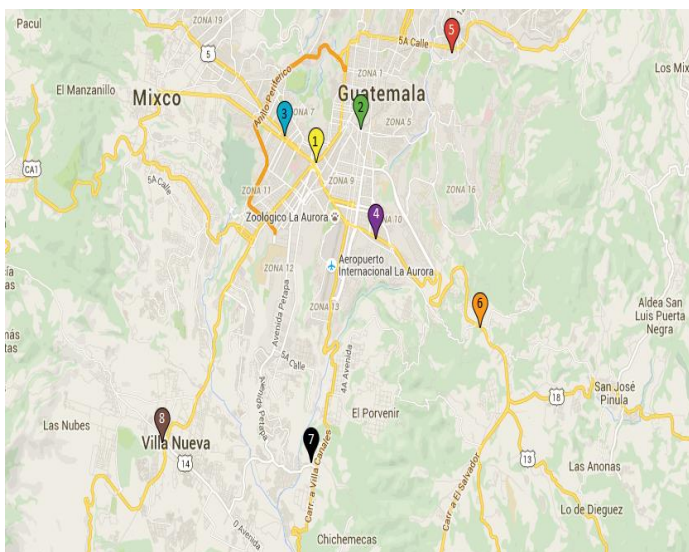 Pacul
ZONA 19
5A Calle
5
5
Los Mix
El Manzanillo
ZONA 1
Mixco
Guatemala
Anillo Periférico
ZONA 7
3
2
ZONA 5
1
CA1
5A Calle
ZONA 11
ZONA 9
ZONA 16
Zoológico La Aurora
4
ZONA 10
Aeropuerto
Internacional La Aurora
ZONA 12
Avenida Petapa
ZONA 13
6
Aldea San
Luis Puerta
Negra
5A Calle
4A Avenida
Avenida Petapa
San José
Pinula
18
El Porvenir
Las Nubes
8
Villa Nueva
7
14
13
Las Anonas
Carr. a Villa Canales
Carr. a El Salvador
Lo de Dieguez
Chichemecas